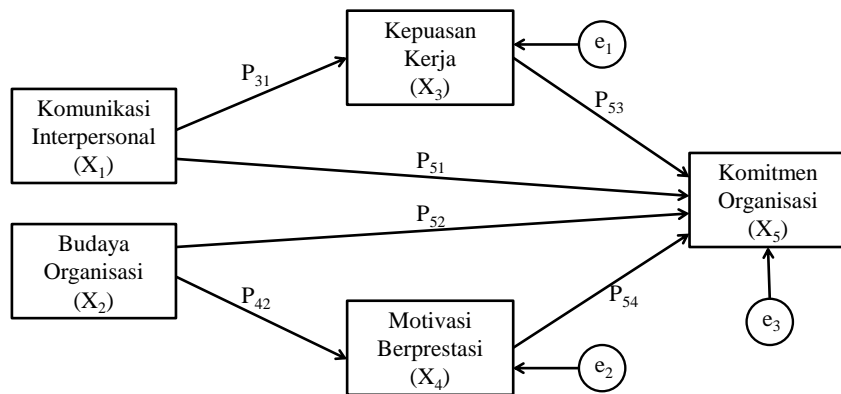 Kepuasan
Kerja
(X₃)
e₁
P₃₁
P₅₃
Komunikasi
Interpersonal
(X₁)
P₅₁
Komitmen
Organisasi
(X₅)
P₅₂
Budaya
Organisasi
(X₂)
P₄₂
P₅₄
Motivasi
Berprestasi
(X₄)
e₂
e₃